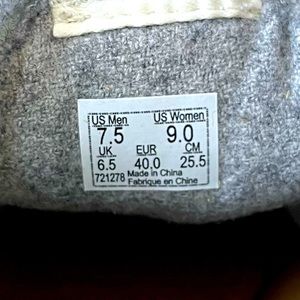 US Men US Women
7.5 9.0
UK EUR CM
6.5 40.0 25.5
721278 Made in China
Fabrique en Chine